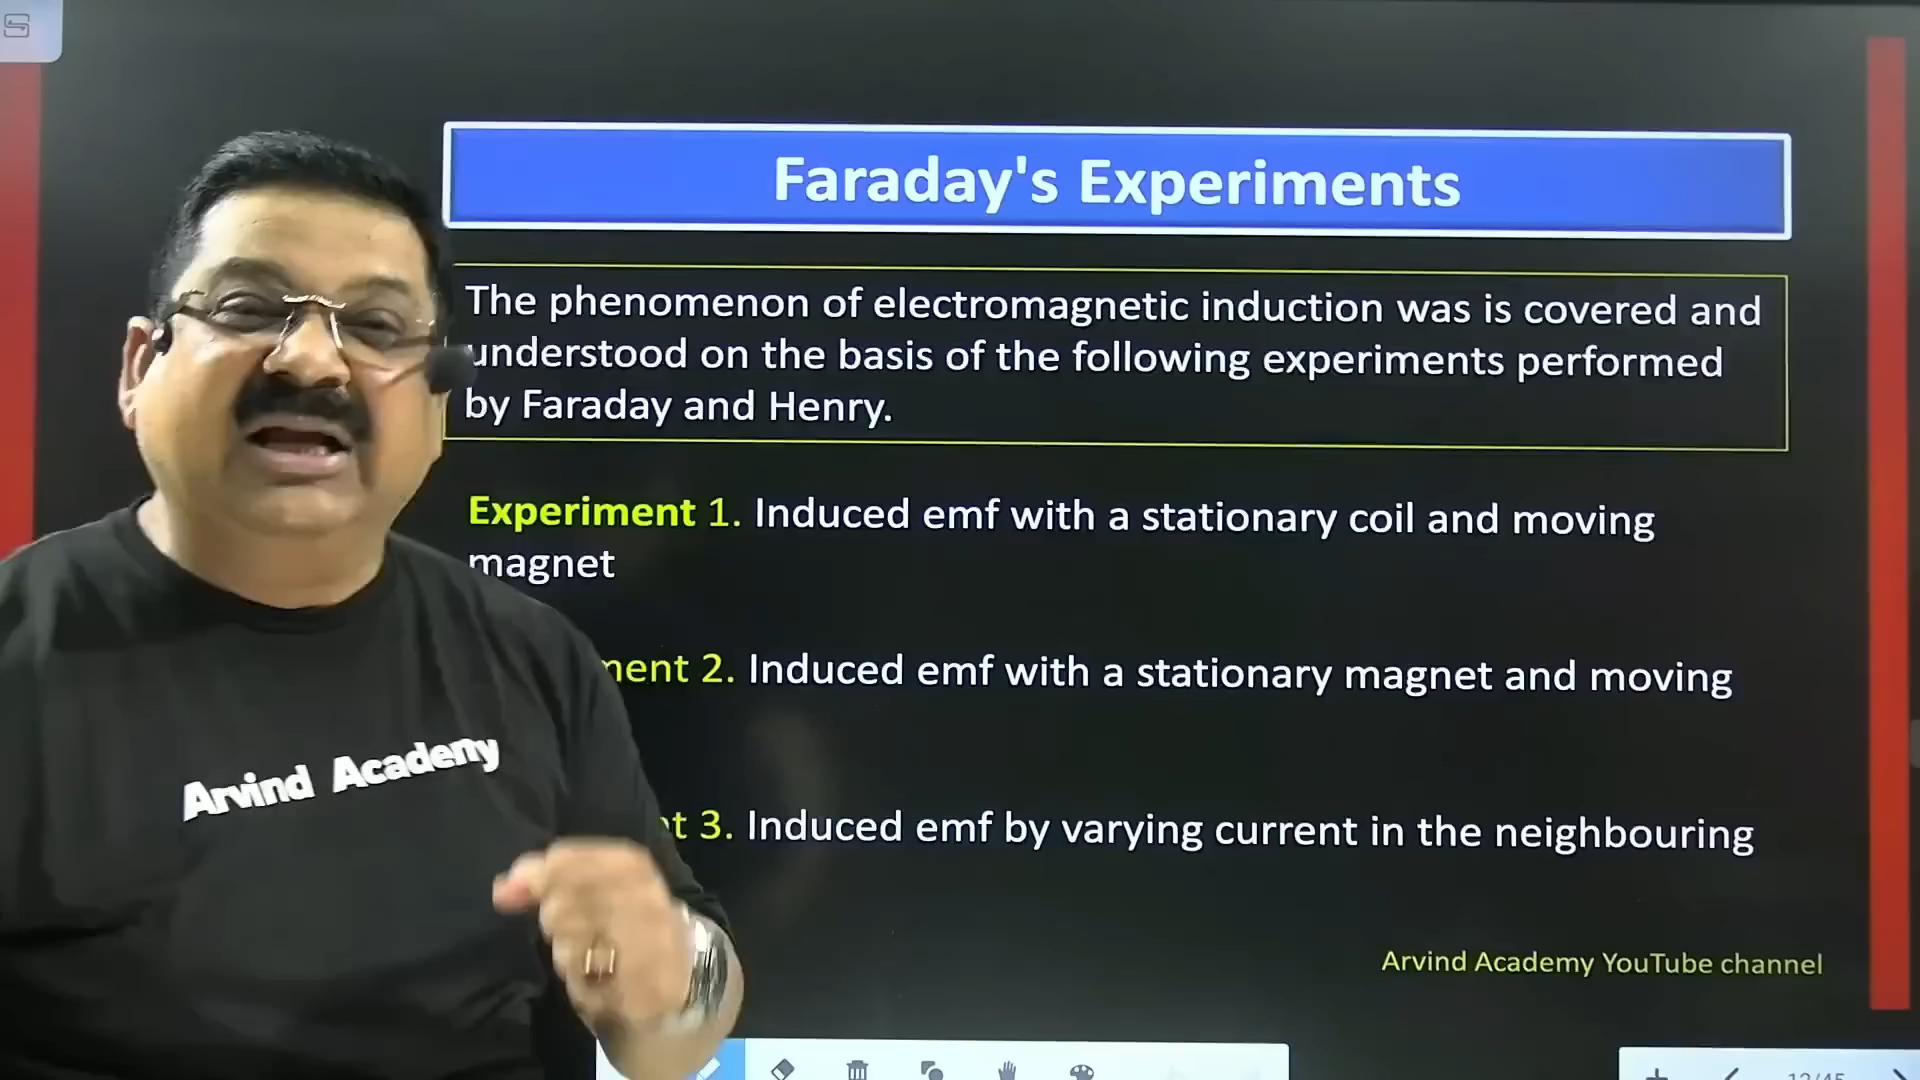 Faraday's Experiments
The phenomenon of electromagnetic induction was is covered and
understood on the basis of the following experiments performed
by Faraday and Henry.
Experiment 1. Induced emf with a stationary coil and moving
magnet
ment 2. Induced emf with a stationary magnet and moving
t 3. Induced emf by varying current in the neighbouring
Arvind Academy
Arvind Academy YouTube channel
12/45